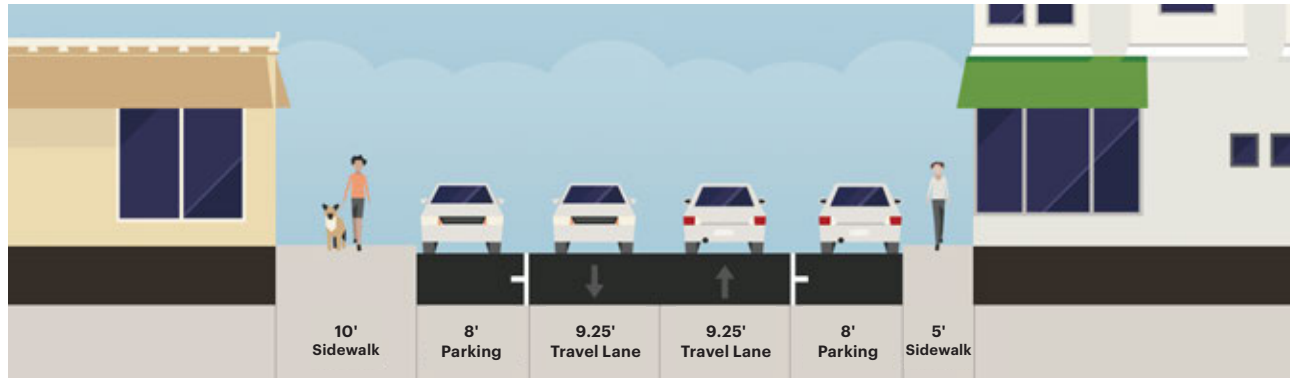 10'
Sidewalk
8'
Parking
9.25'
Travel Lane
9.25'
Travel Lane
8'
Parking
5'
Sidewalk